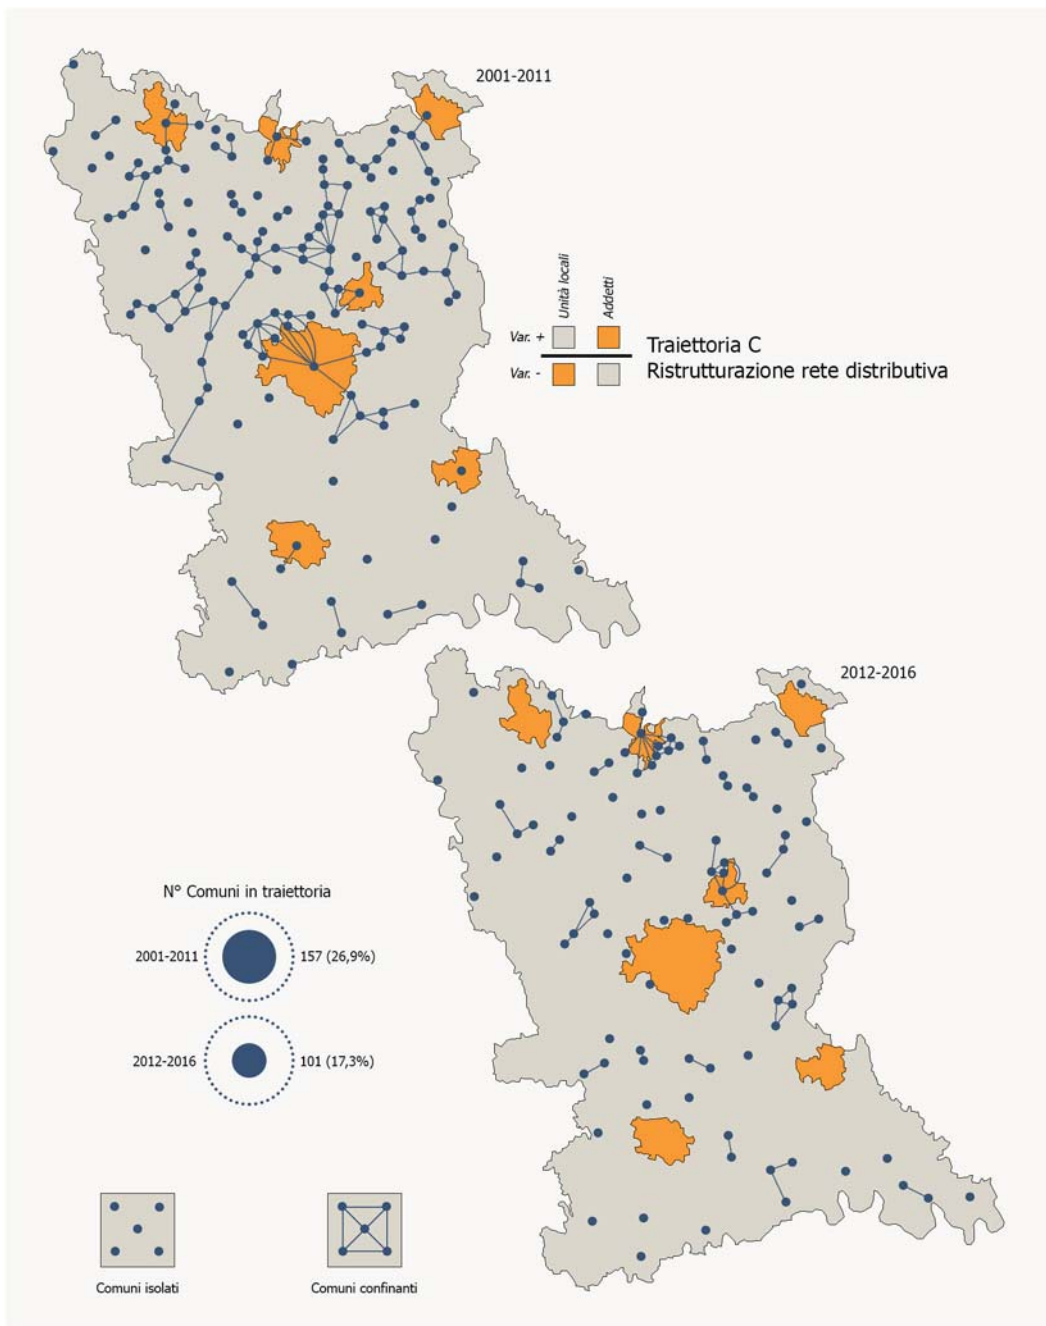 2001-2011
Unità locali
Addetti
Var. +
Var. -
Traiettoria C
Ristrutturazione rete distributiva
2012-2016
N° Comuni in traiettoria
2001-2011
157 (26,9%)
2012-2016
101 (17,3%)
Comuni isolati
Comuni confinanti